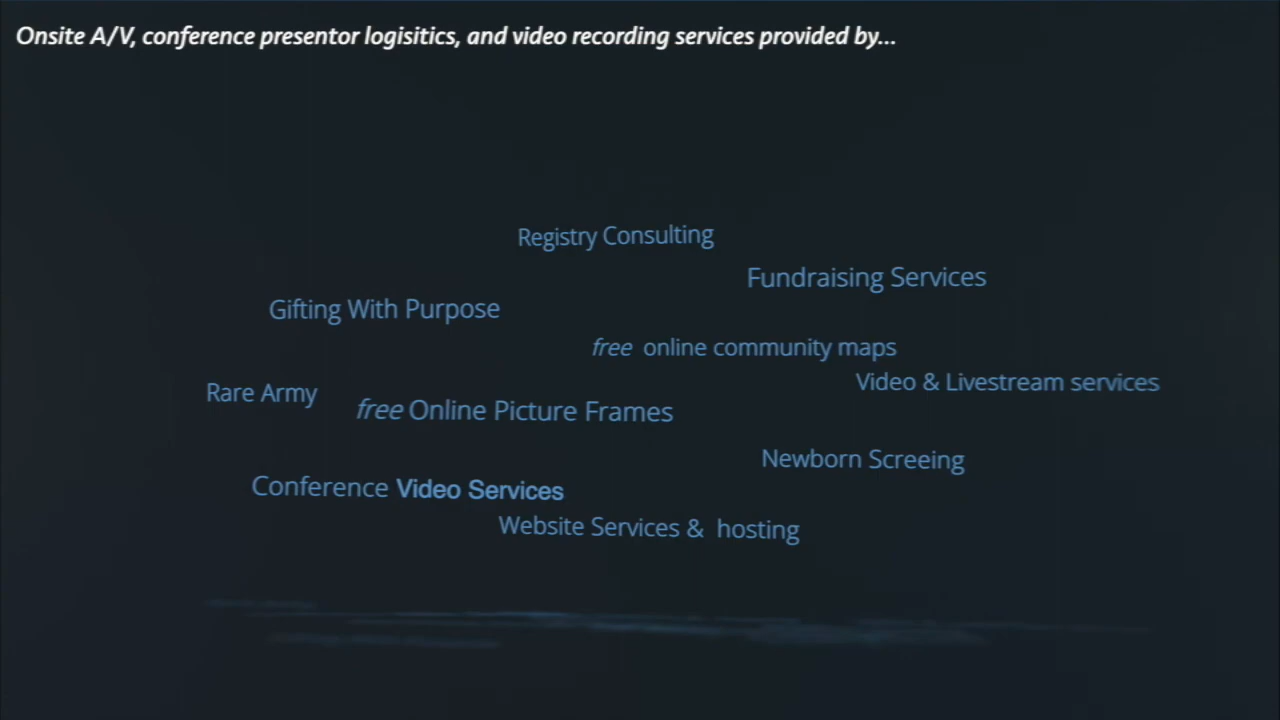 Onsite A/V, conference presentor logisitics, and video recording services provided by...
Registry Consulting
Fundraising Services
Gifting With Purpose
free online community maps
Video & Livestream services
Rare Army
free Online Picture Frames
Newborn Screeing
Conference Video Services
Website Services & hosting